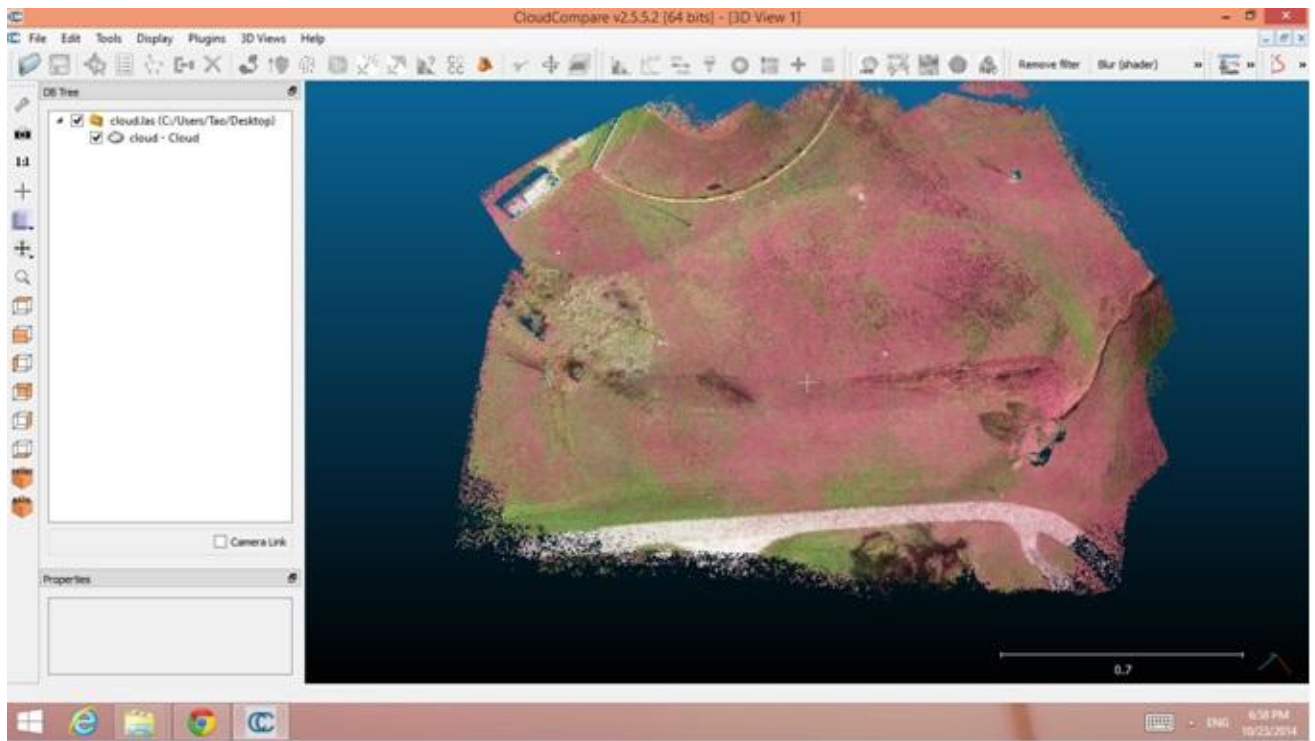 CloudCompare v2.5.5.2 [64 bits] - [3D View 1]
File Edit Tools Display Plugins 3D Views Help
Remove filter Blur (shader)
DB Tree
cloud.las (C:/Users/Tao/Desktop)
cloud - Cloud
1:1
Camera Link
Properties
0.7
ENG
6:58 PM
10/23/2014